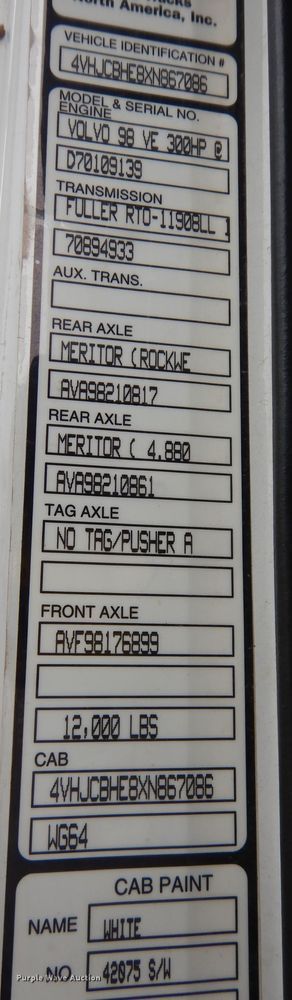 North America, Inc.
VEHICLE IDENTIFICATION #
4VHJCBHE8XN867086
MODEL & SERIAL NO.
ENGINE
VOLVO 98 VE 300HP @
D70109139
TRANSMISSION
FULLER RTO-11908LL
70894933
AUX. TRANS.
REAR AXLE
MERITOR (ROCKWE
AVA98210817
REAR AXLE
MERITOR ( 4.880
AVA98210861
TAG AXLE
NO TAG/PUSHER A
FRONT AXLE
AVF98176899
12,000 LBS
CAB
4VHJCBHE8XN867086
WG64
CAB PAINT
NAME WHITE
NO. 42075 S/W
Purple Wave Auction